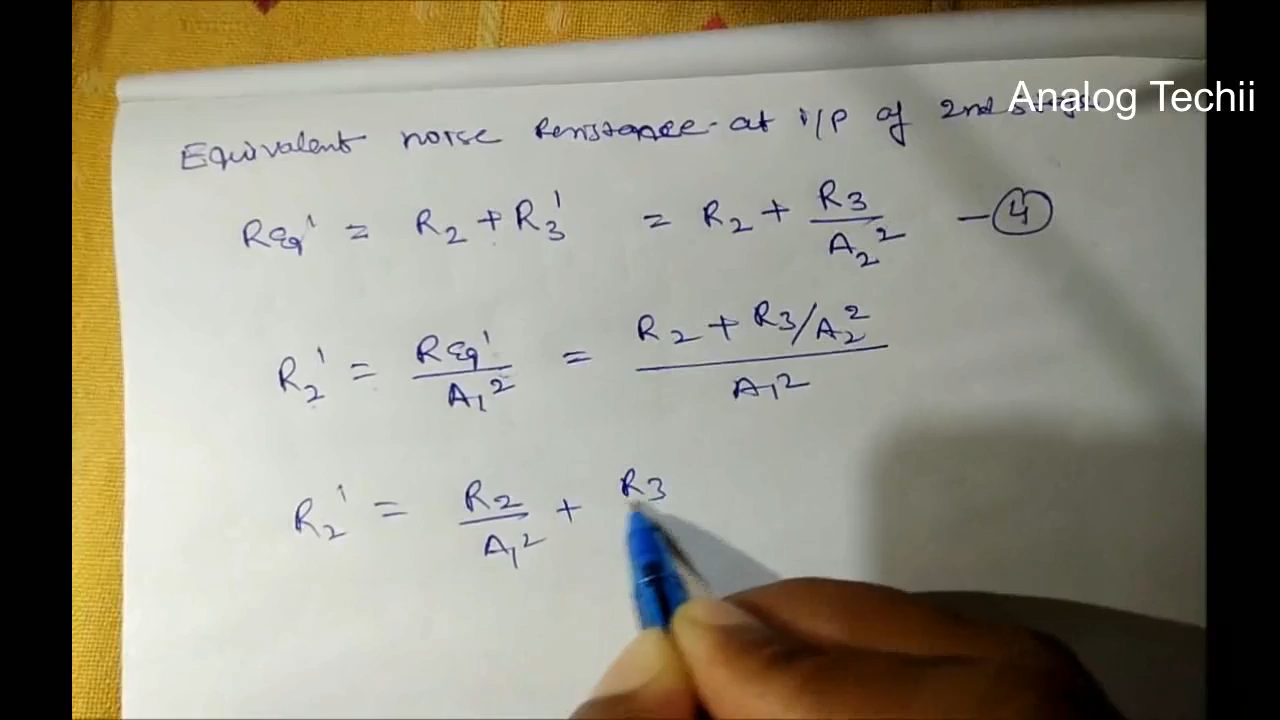 Analog Techii
Equivalent noise Resistance at i/p of 2nd
REq' = R₂ + R₃' = R₂ + R₃/A₂² — ④
R₂' = REq'/A₁² = (R₂ + R₃/A₂²)/A₁²
R₂' = R₂/A₁² + R₃